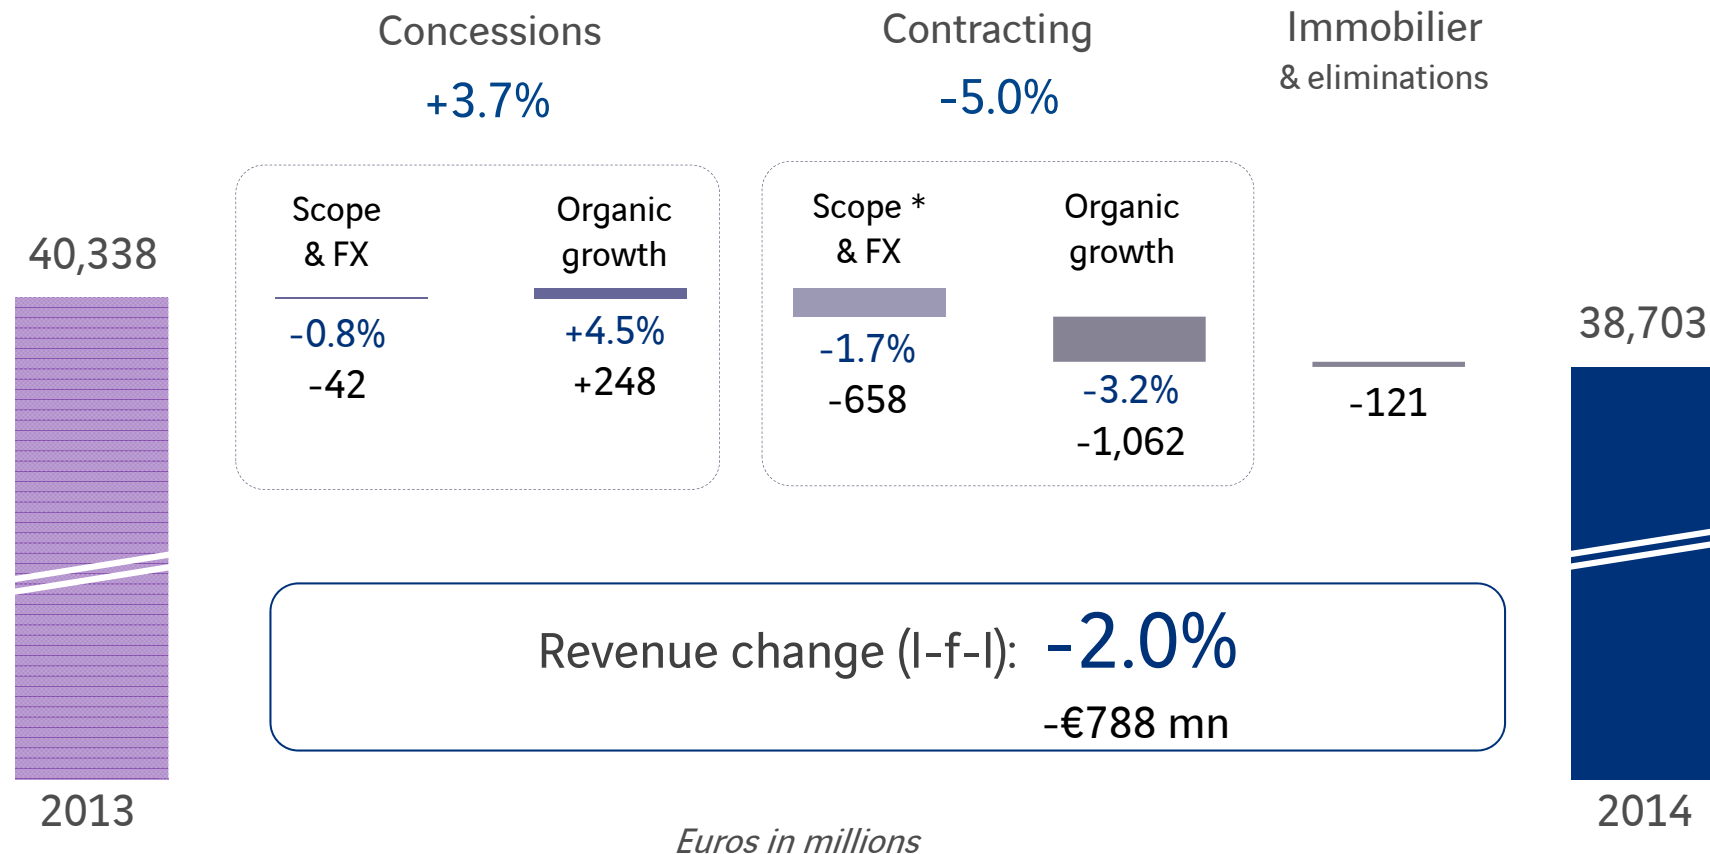 Concessions
+3.7%
Contracting
-5.0%
Immobilier
& eliminations
Scope
& FX
-0.8%
-42
Organic
growth
+4.5%
+248
Scope *
& FX
-1.7%
-658
Organic
growth
-3.2%
-1,062
-121
40,338
2013
38,703
2014
Revenue change (l-f-l): -2.0%
-€788 mn
Euros in millions